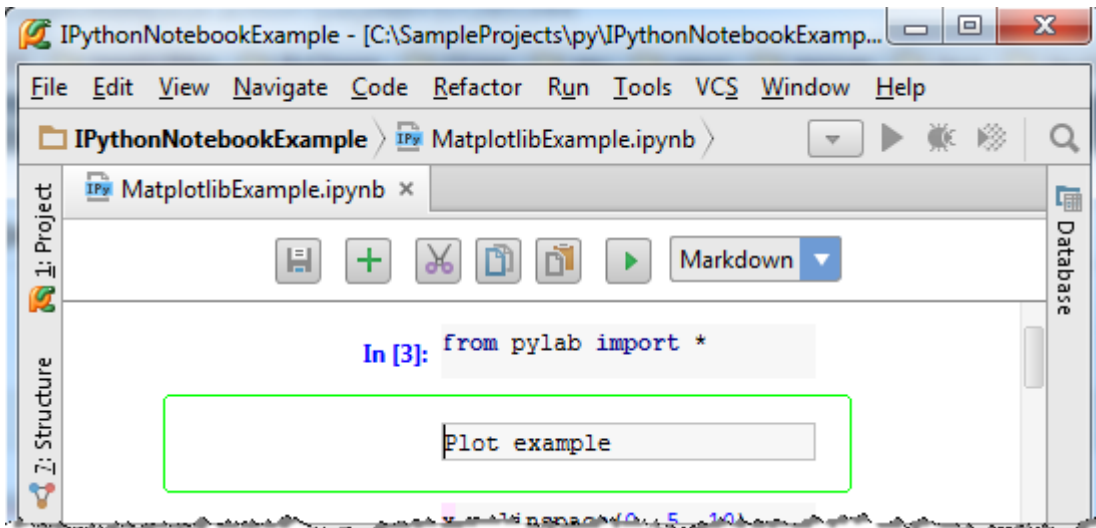 IPythonNotebookExample - [C:\SampleProjects\py\IPythonNotebookExamp...
File Edit View Navigate Code Refactor Run Tools VCS Window Help
IPythonNotebookExample MatplotlibExample.ipynb
MatplotlibExample.ipynb
1: Project
7: Structure
Database
Markdown
In [3]: from pylab import *
Plot example